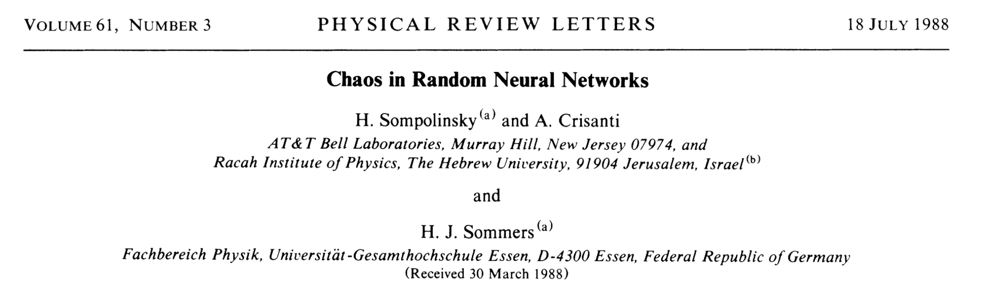 VOLUME 61, NUMBER 3 PHYSICAL REVIEW LETTERS 18 JULY 1988
Chaos in Random Neural Networks
H. Sompolinsky (a) and A. Crisanti
AT&T Bell Laboratories, Murray Hill, New Jersey 07974, and
Racah Institute of Physics, The Hebrew University, 91904 Jerusalem, Israel (b)
and
H. J. Sommers (a)
Fachbereich Physik, Universität-Gesamthochschule Essen, D-4300 Essen, Federal Republic of Germany
(Received 30 March 1988)